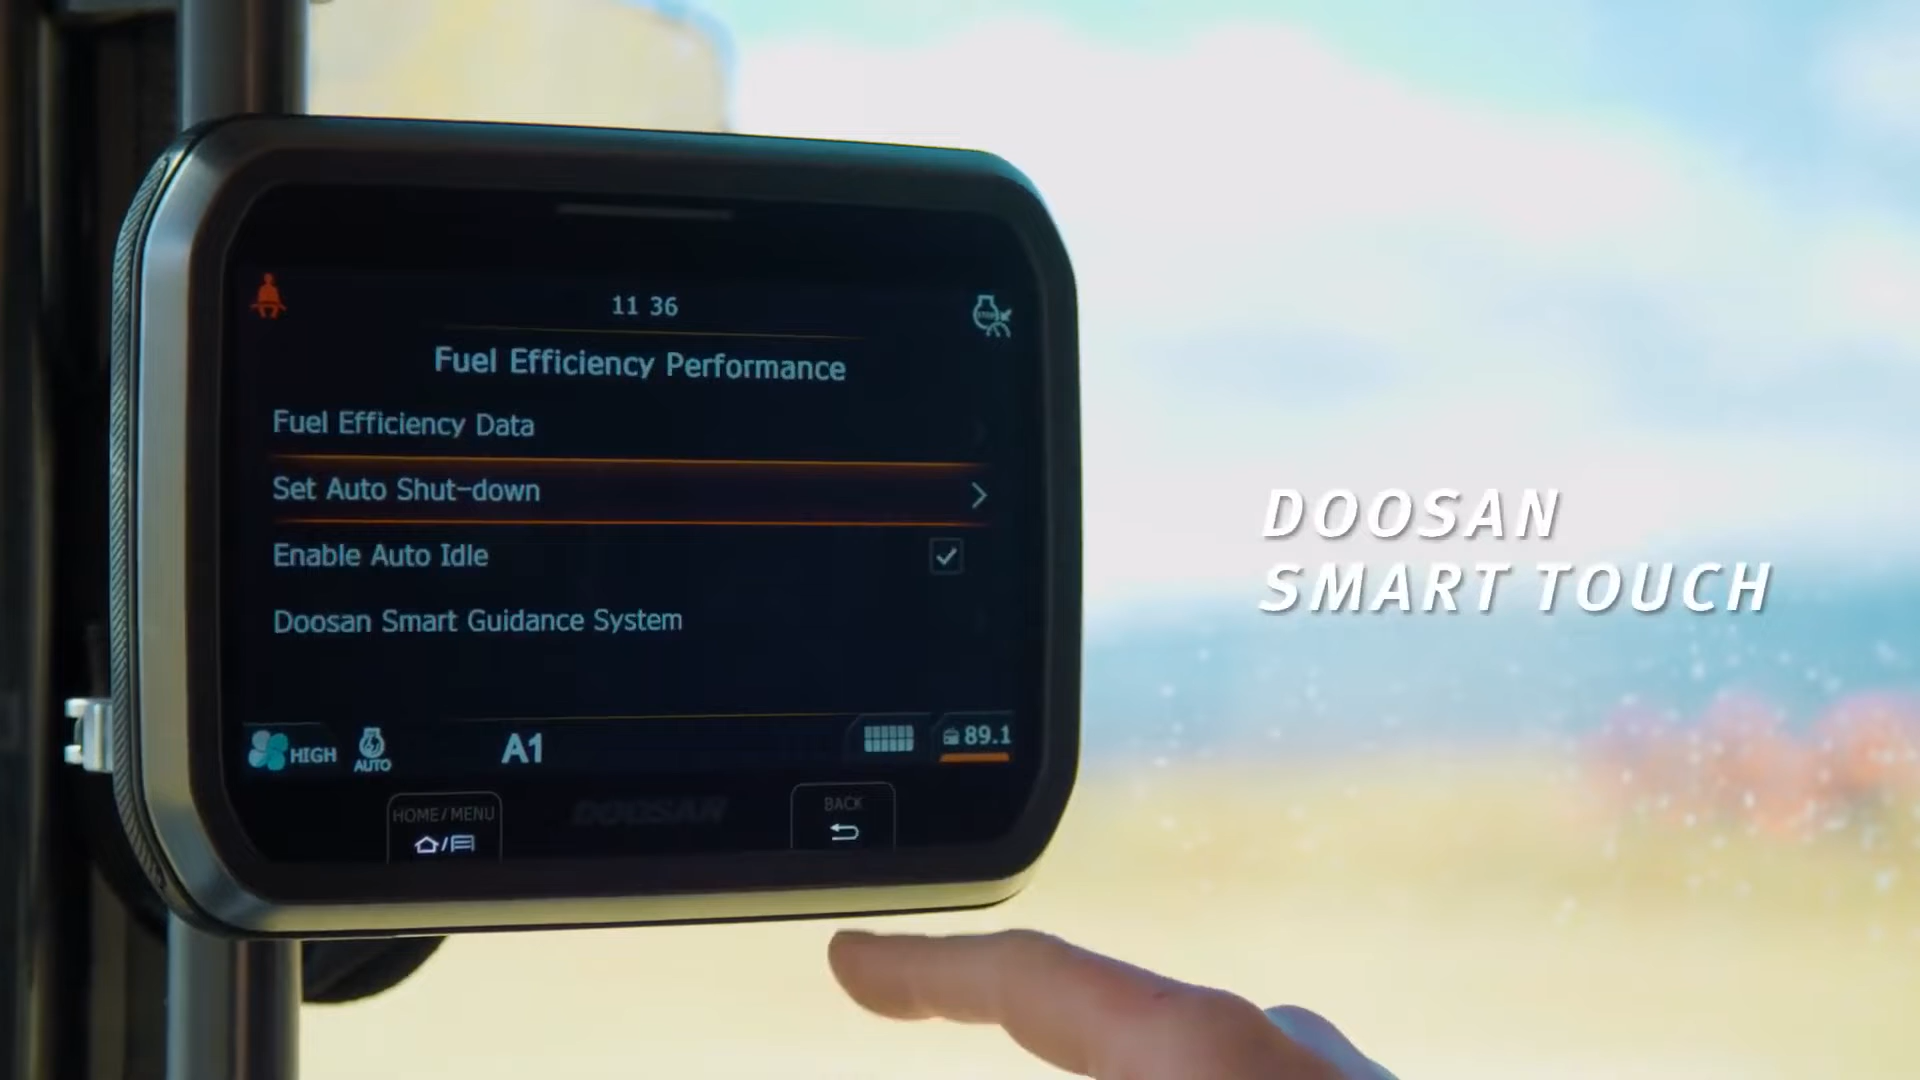 11 36
Fuel Efficiency Performance
Fuel Efficiency Data
Set Auto Shut-down
Enable Auto Idle
Doosan Smart Guidance System
HIGH
AUTO
A1
89.1
HOME/MENU
DOOSAN
BACK
DOOSAN
SMART TOUCH